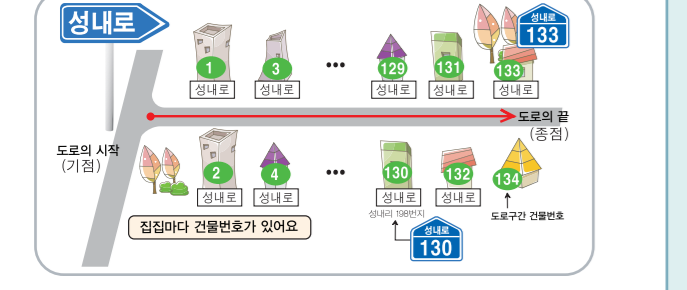 성내로
성내로
133
1
3
•••
129
131
133
성내로
성내로
성내로
성내로
성내로
도로의 끝
(종점)
도로의 시작
(기점)
2
4
•••
130
132
134
성내로
성내로
성내로
성내로
성내리 198번지
도로구간 건물번호
집집마다 건물번호가 있어요
성내로
130